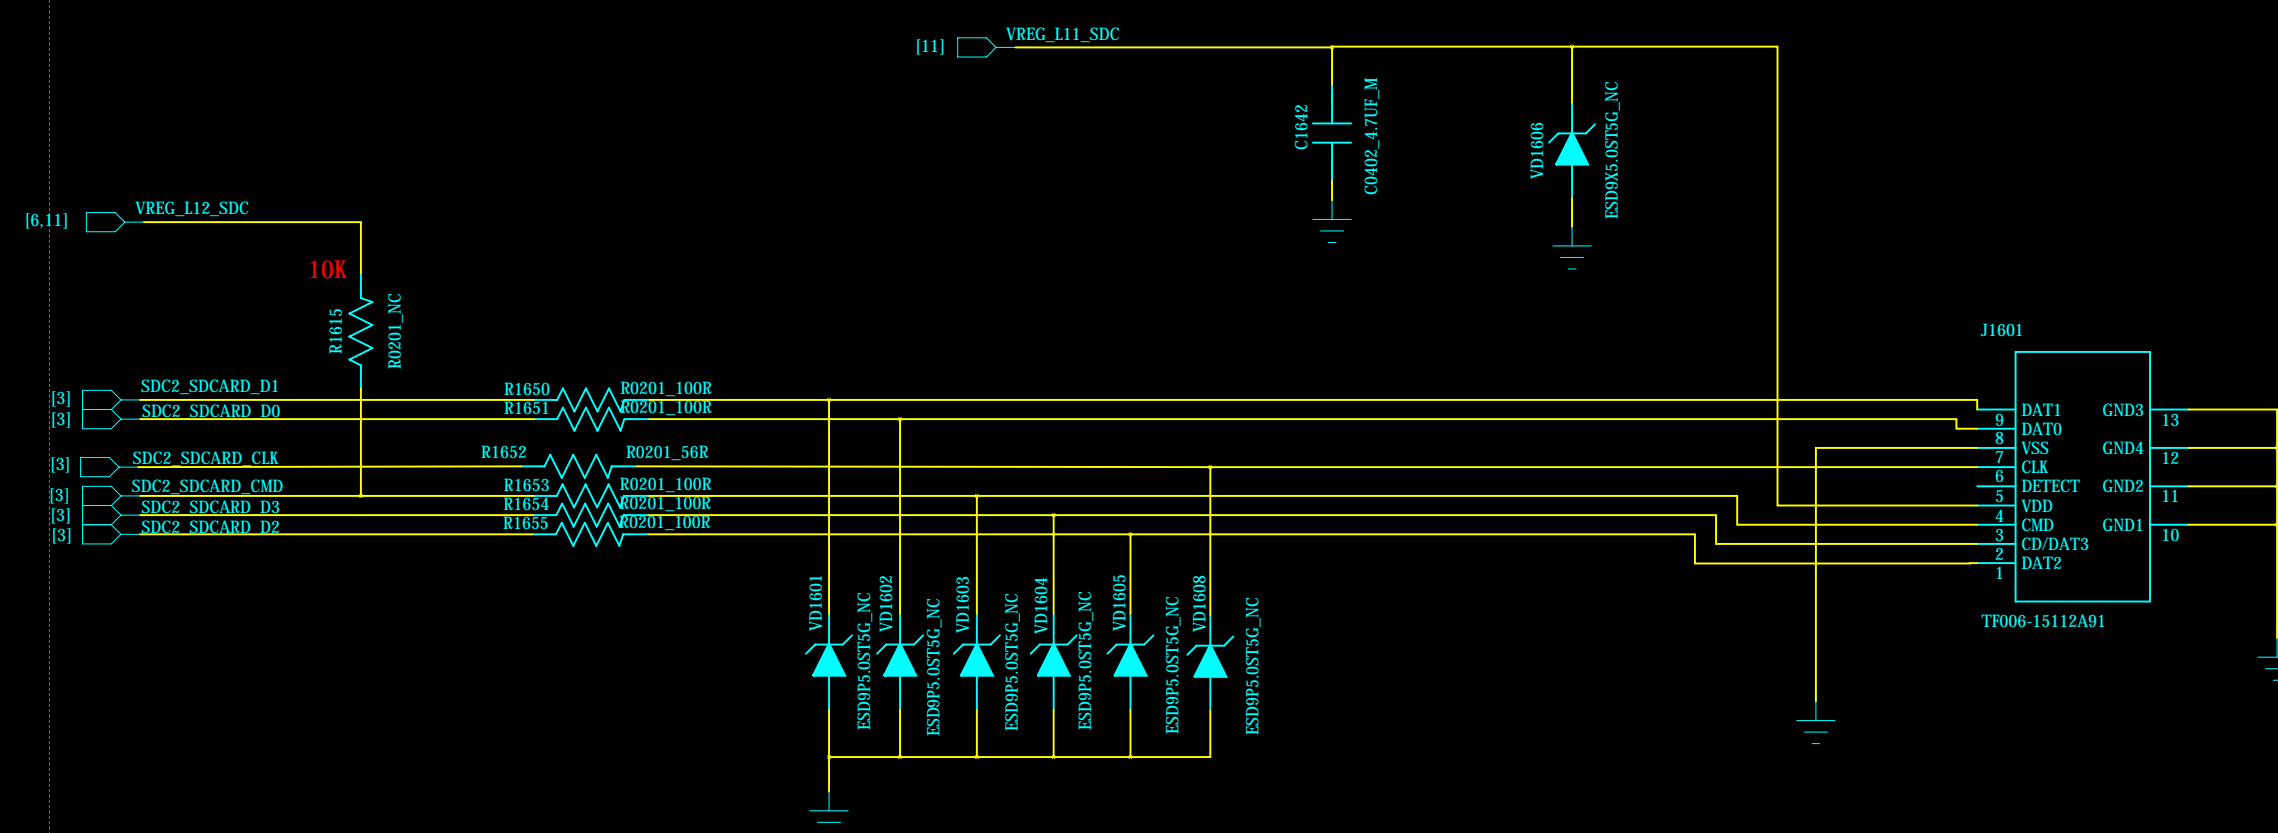 VREG_L11_SDC
[11]
C1642
C0402_4.7UF_M
VD1606
ESD9X5.0ST5G_NC
VREG_L12_SDC
[6,11]
10K
R1615
R0201_NC
J1601
[3]
SDC2_SDCARD_D1
R1650
R0201_100R
[3]
SDC2_SDCARD_D0
R1651
R0201_100R
[3]
SDC2_SDCARD_CLK
R1652
R0201_56R
[3]
SDC2_SDCARD_CMD
R1653
R0201_100R
[3]
SDC2_SDCARD_D3
R1654
R0201_100R
[3]
SDC2_SDCARD_D2
R1655
R0201_100R
9
DAT1
8
DAT0
7
VSS
6
CLK
5
DETECT
4
VDD
3
CMD
2
CD/DAT3
1
DAT2
GND3
13
GND4
12
GND2
11
GND1
10
TF006-15112A91
VD1601
ESD9P5.0ST5G_NC
VD1602
ESD9P5.0ST5G_NC
VD1603
ESD9P5.0ST5G_NC
VD1604
ESD9P5.0ST5G_NC
VD1605
ESD9P5.0ST5G_NC
VD1608
ESD9P5.0ST5G_NC